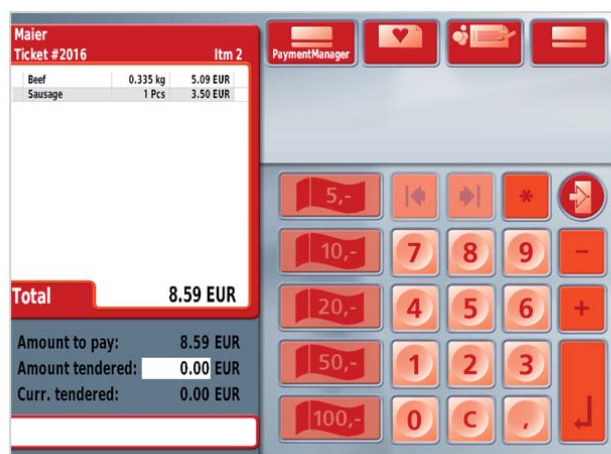 Maier
Ticket #2016 Itm 2
Beef 0.335 kg 5.09 EUR
Sausage 1 Pcs 3.50 EUR
Total 8.59 EUR
Amount to pay: 8.59 EUR
Amount tendered: 0.00 EUR
Curr. tendered: 0.00 EUR
PaymentManager
5,- *
10,- 7 8 9 -
20,- 4 5 6 +
50,- 1 2 3
100,- 0 C ,